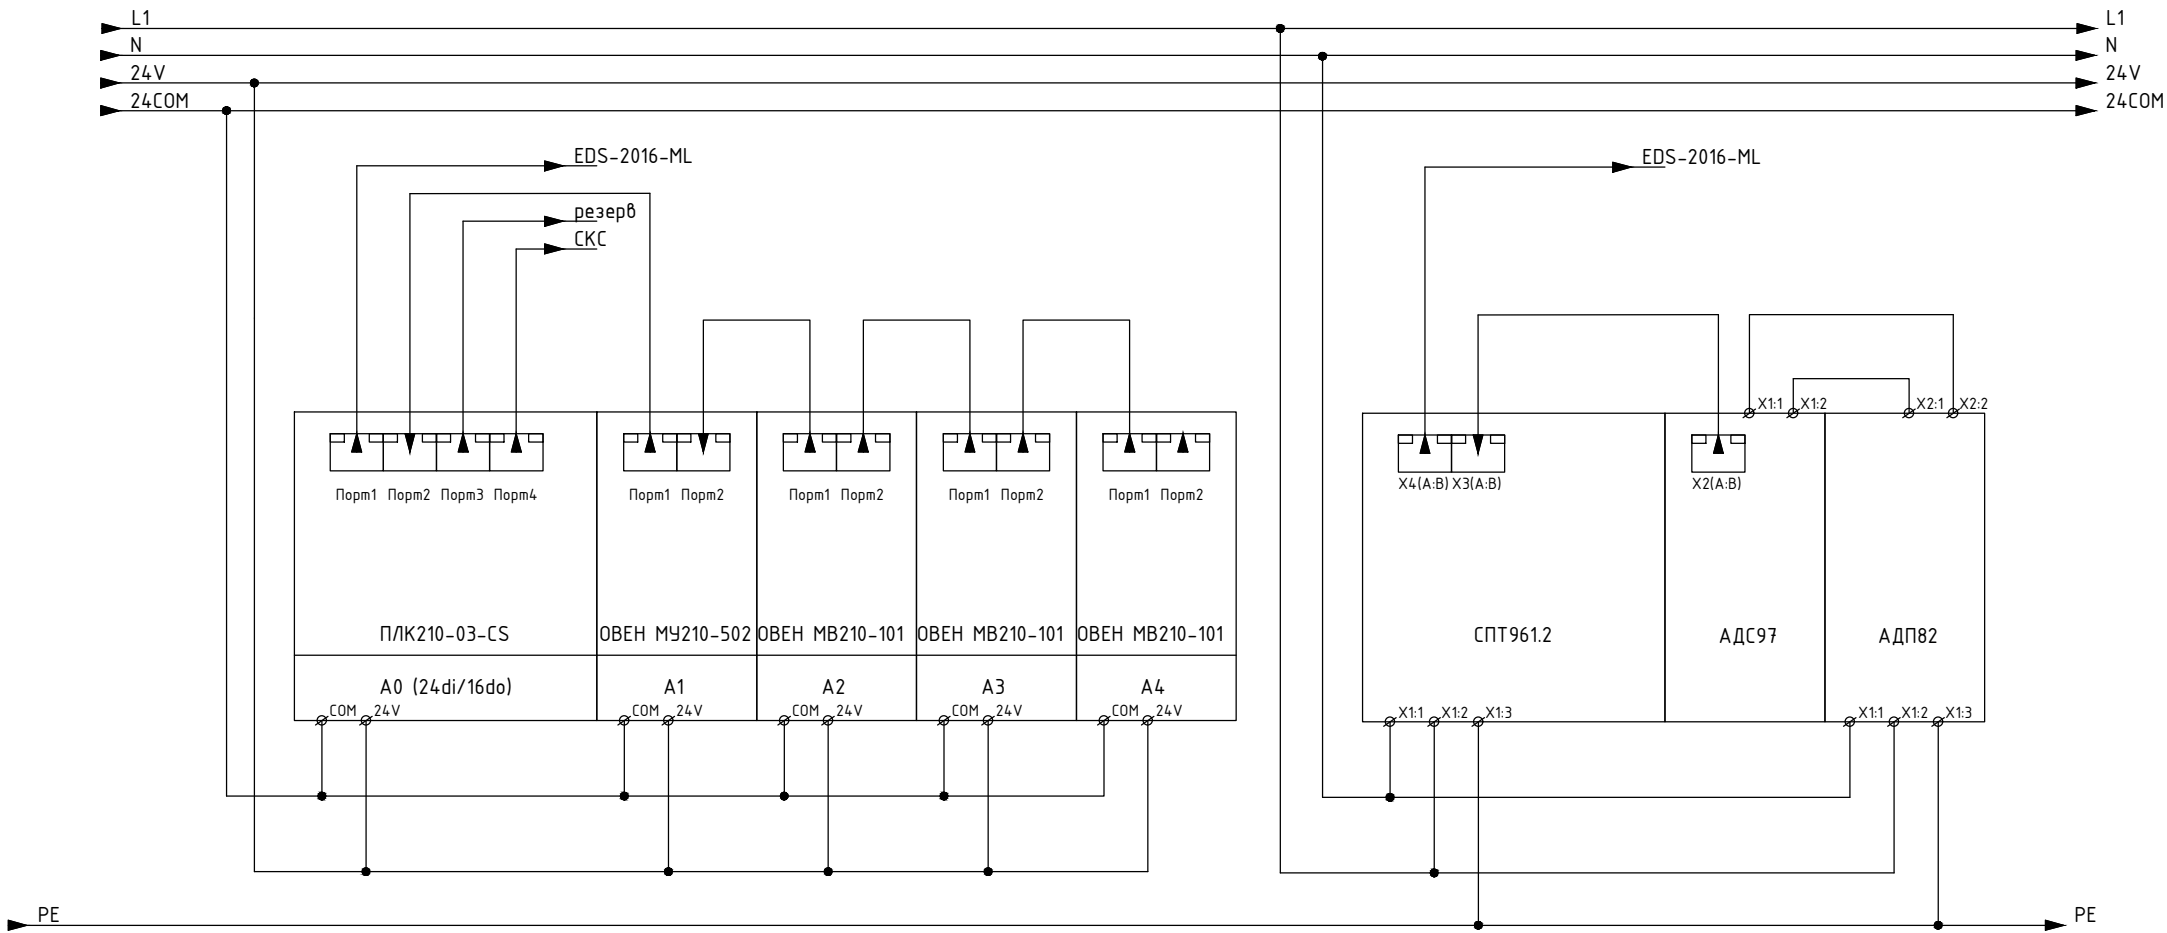 L1 L1
N N
24V 24V
24COM 24COM
EDS-2016-ML EDS-2016-ML
резерв
СКС
X1:1 X1:2 X2:1 X2:2
Порт1 Порт2 Порт3 Порт4 Порт1 Порт2 Порт1 Порт2 Порт1 Порт2 Порт1 Порт2 X4(A:B) X3(A:B) X2(A:B)
ПЛК210-03-CS ОВЕН МУ210-502 ОВЕН МВ210-101 ОВЕН МВ210-101 ОВЕН МВ210-101 СПТ961.2 АДС97 АДП82
A0 (24di/16do) A1 A2 A3 A4
COM 24V COM 24V COM 24V COM 24V COM 24V X1:1 X1:2 X1:3 X1:1 X1:2 X1:3
PE PE